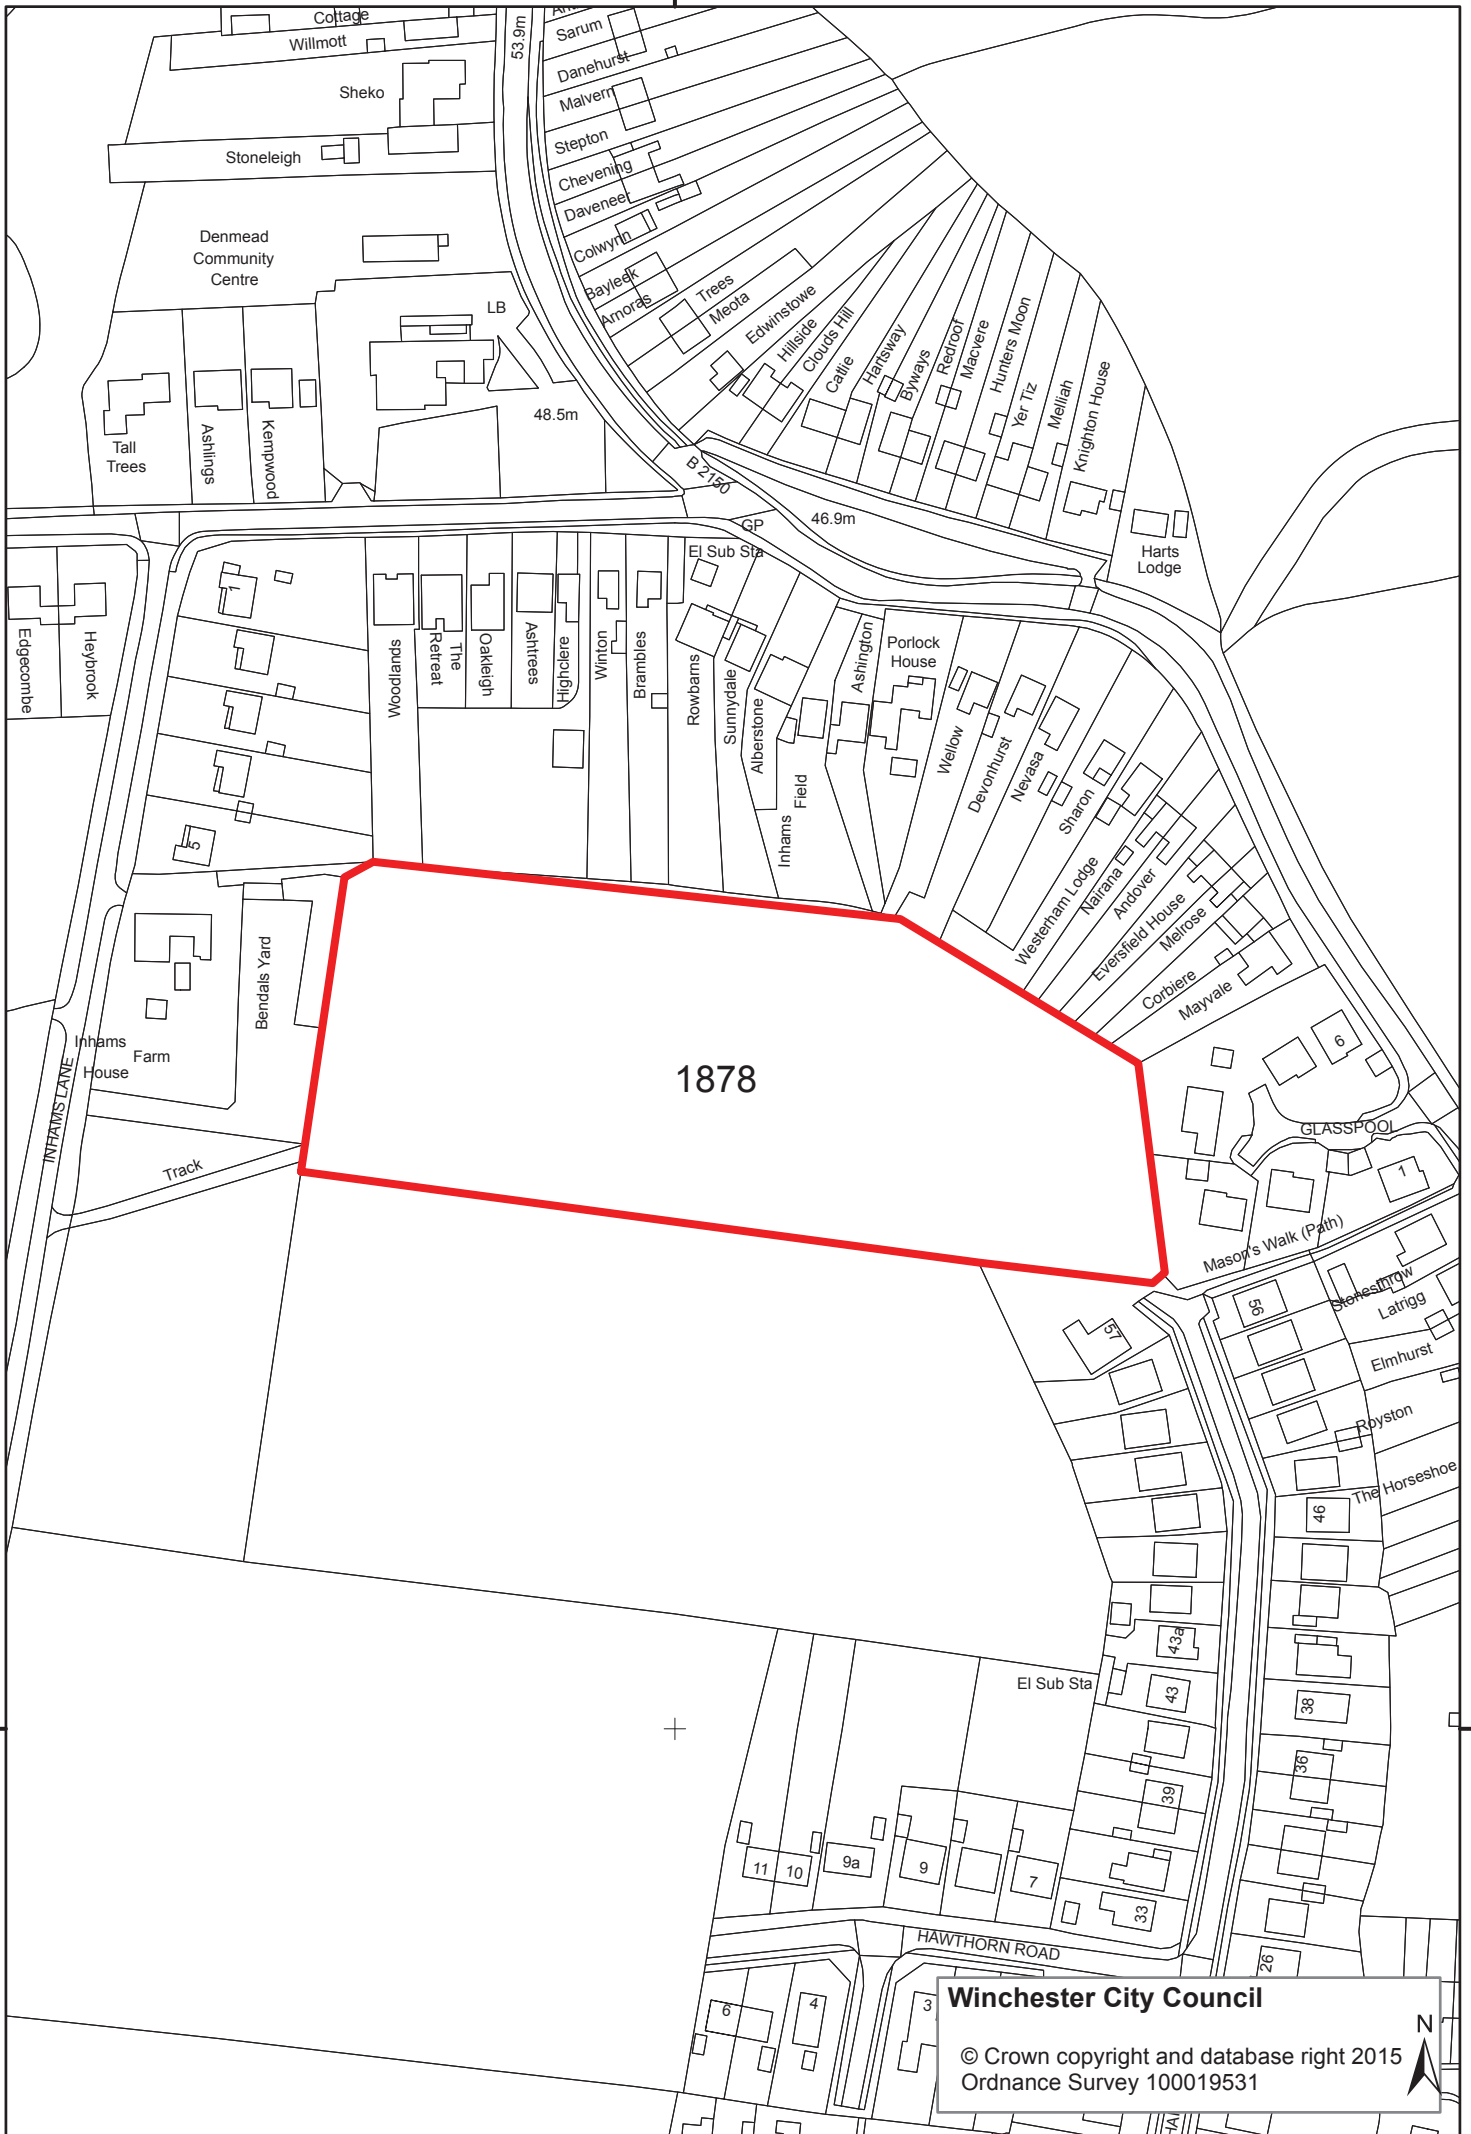 Cottage
Willmott
Sheko
Stoneleigh
Denmead
Community
Centre
LB
53.9m
Sarum
Danehurst
Malvern
Stepton
Chevening
Daveneer
Colwynn
Bayleek
Arnoras
Trees
Meota
Edwinstowe
Hillside
Clouds Hill
Catlie
Hartsway
Byways
Redroof
Macvere
Hunters Moon
Yer Tiz
Melliah
Knighton House
Harts
Lodge
48.5m
B 2150
46.9m
GP
El Sub Sta
Tall
Trees
Ashlings
Kempwood
Edgecombe
Heybrook
1
5
Woodlands
The
Retreat
Oakleigh
Ashtrees
Highclere
Winton
Brambles
Rowbarns
Sunnydale
Alberstone
Inhams
Field
Ashington
Porlock
House
Wellow
Devonhurst
Nevasa
Sharon
Westerham Lodge
Nairana
Andover
Eversfield House
Melrose
Corbiere
Mayvale
6
GLASSPOOL
1
Bendals Yard
Inhams
House
Farm
INHAMS LANE
Track
1878
Mason's Walk (Path)
Stonesthrow
Latrigg
Elmhurst
Royston
The Horseshoe
56
57
46
43a
43
El Sub Sta
38
36
39
33
26
11
10
9a
9
7
HAWTHORN ROAD
6
4
3
Winchester City Council
© Crown copyright and database right 2015
Ordnance Survey 100019531
N